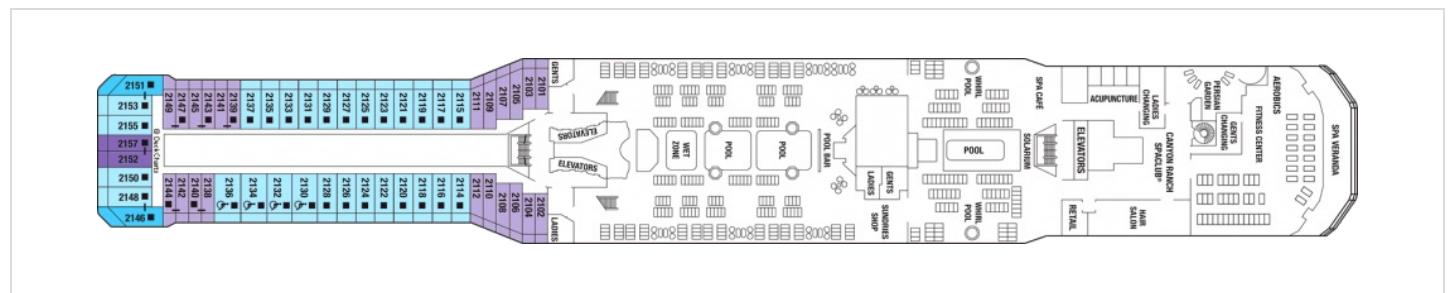 2151
2153
2155
2157
2152
2150
2148
2146
© DeckCharts
2149
2147
2145
2143
2141
2139
2137
2135
2133
2131
2129
2127
2125
2123
2121
2119
2117
2115
2111
2109
2107
2105
2103
2101
2144
2142
2140
2138
2136
2134
2132
2130
2128
2126
2124
2122
2120
2118
2116
2114
2112
2110
2108
2106
2104
2102
GENTS
LADIES
ELEVATORS
ELEVATORS
WET
ZONE
POOL
POOL
POOL BAR
GENTS
LADIES
SUNDRIES
SHOP
WHIRL
POOL
POOL
WHIRL
POOL
SPA CAFÉ
SOLARIUM
ELEVATORS
RETAIL
ACUPUNCTURE
LADIES
CHANGING
CANYON RANCH
SPACLUB®
HAIR
SALON
PERSIAN
GARDEN
GENTS
CHANGING
AEROBICS
FITNESS CENTER
SPA VERANDA